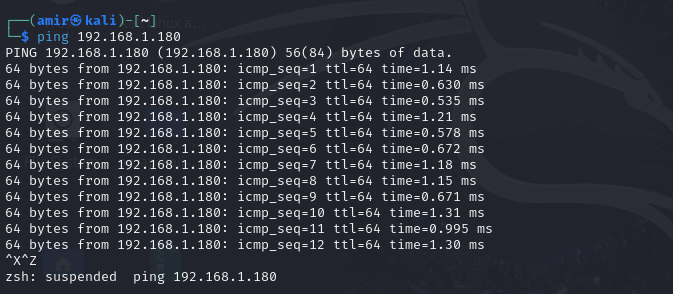 ┌──(amir㉿kali)-[~]
└─$ ping 192.168.1.180
PING 192.168.1.180 (192.168.1.180) 56(84) bytes of data.
64 bytes from 192.168.1.180: icmp_seq=1 ttl=64 time=1.14 ms
64 bytes from 192.168.1.180: icmp_seq=2 ttl=64 time=0.630 ms
64 bytes from 192.168.1.180: icmp_seq=3 ttl=64 time=0.535 ms
64 bytes from 192.168.1.180: icmp_seq=4 ttl=64 time=1.21 ms
64 bytes from 192.168.1.180: icmp_seq=5 ttl=64 time=0.578 ms
64 bytes from 192.168.1.180: icmp_seq=6 ttl=64 time=0.672 ms
64 bytes from 192.168.1.180: icmp_seq=7 ttl=64 time=1.18 ms
64 bytes from 192.168.1.180: icmp_seq=8 ttl=64 time=1.15 ms
64 bytes from 192.168.1.180: icmp_seq=9 ttl=64 time=0.671 ms
64 bytes from 192.168.1.180: icmp_seq=10 ttl=64 time=1.31 ms
64 bytes from 192.168.1.180: icmp_seq=11 ttl=64 time=0.995 ms
64 bytes from 192.168.1.180: icmp_seq=12 ttl=64 time=1.30 ms
^X^Z
zsh: suspended  ping 192.168.1.180